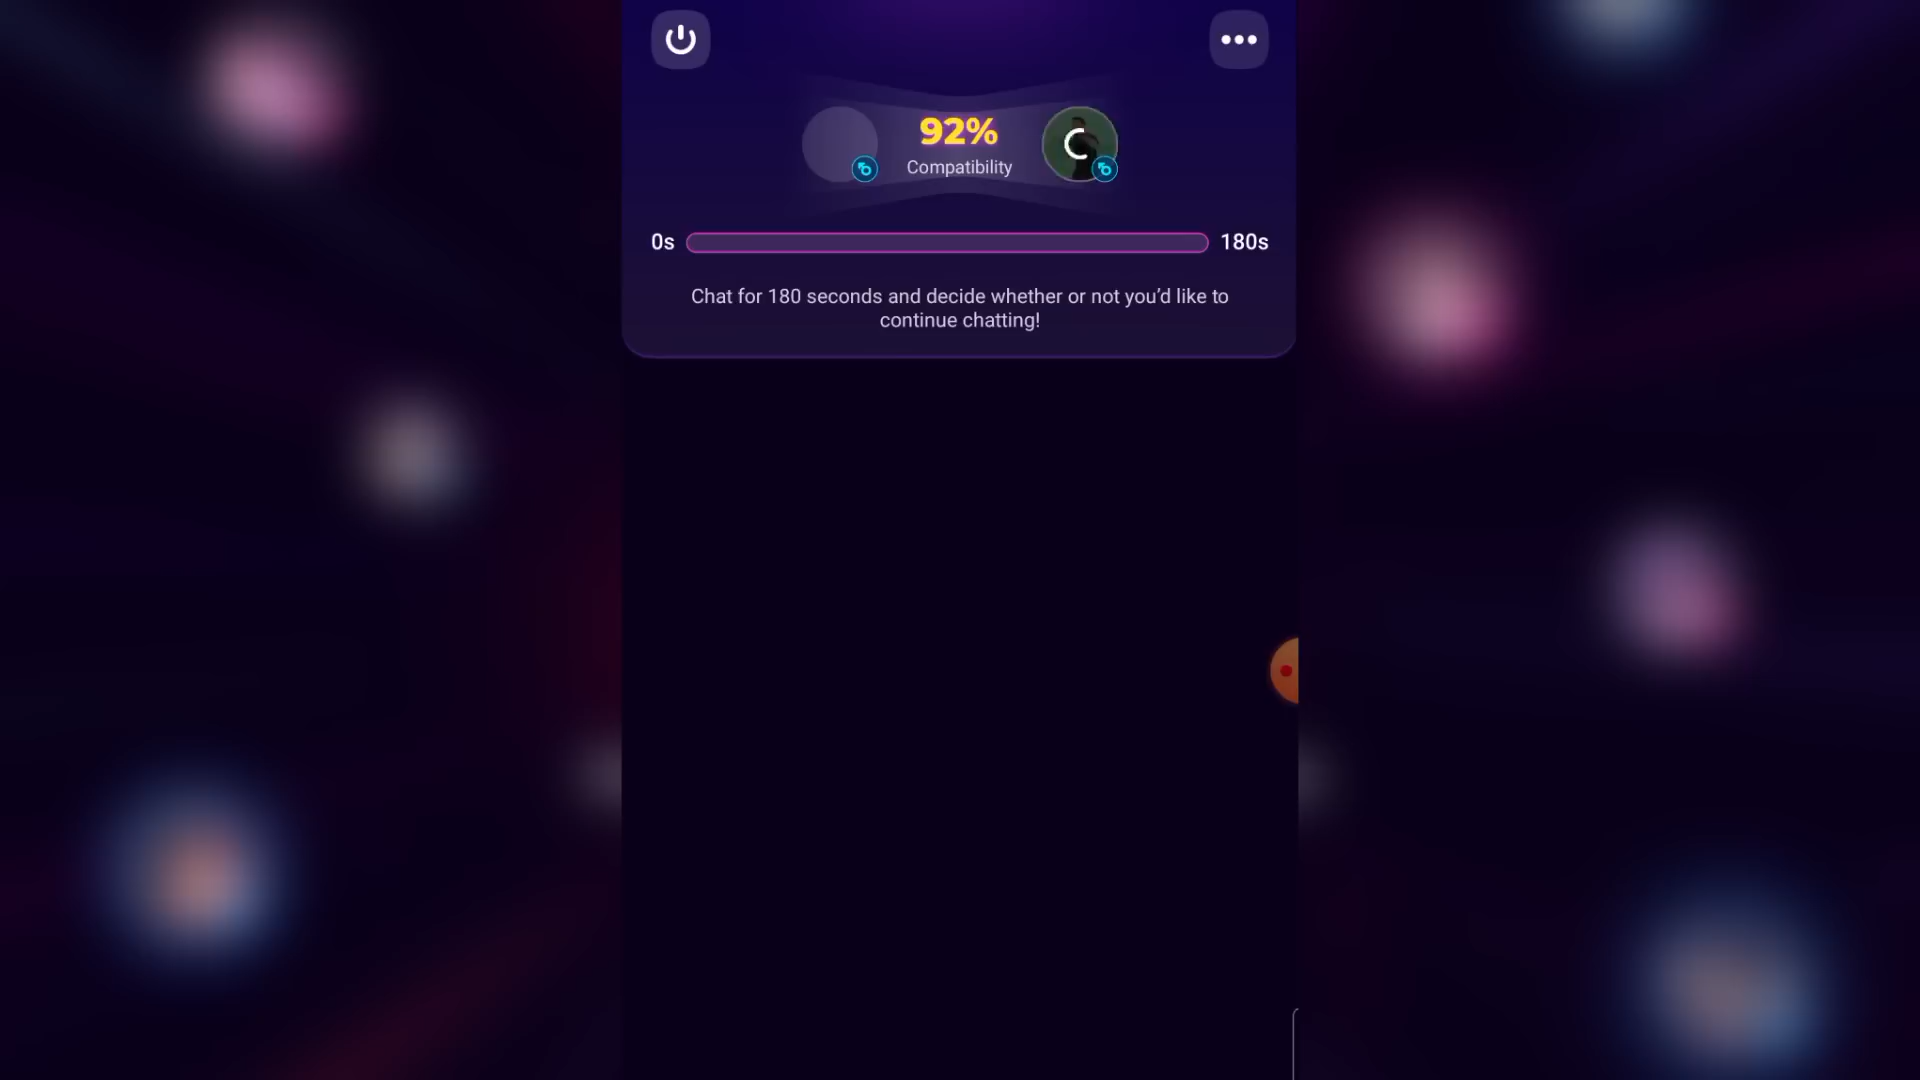 92%
Compatibility
0s
180s
Chat for 180 seconds and decide whether or not you’d like to
continue chatting!